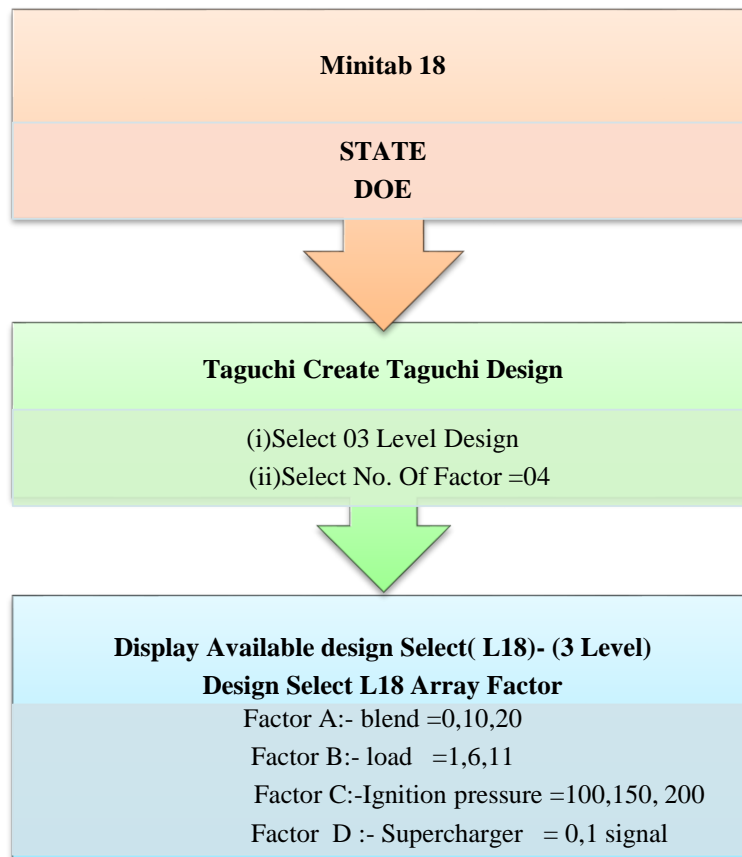 Minitab 18
STATE
DOE
Taguchi Create Taguchi Design
(i)Select 03 Level Design
(ii)Select No. Of Factor =04
Display Available design Select( L18)- (3 Level)
Design Select L18 Array Factor
Factor A:- blend =0,10,20
Factor B:- load =1,6,11
Factor C:-Ignition pressure =100,150, 200
Factor D :- Supercharger = 0,1 signal